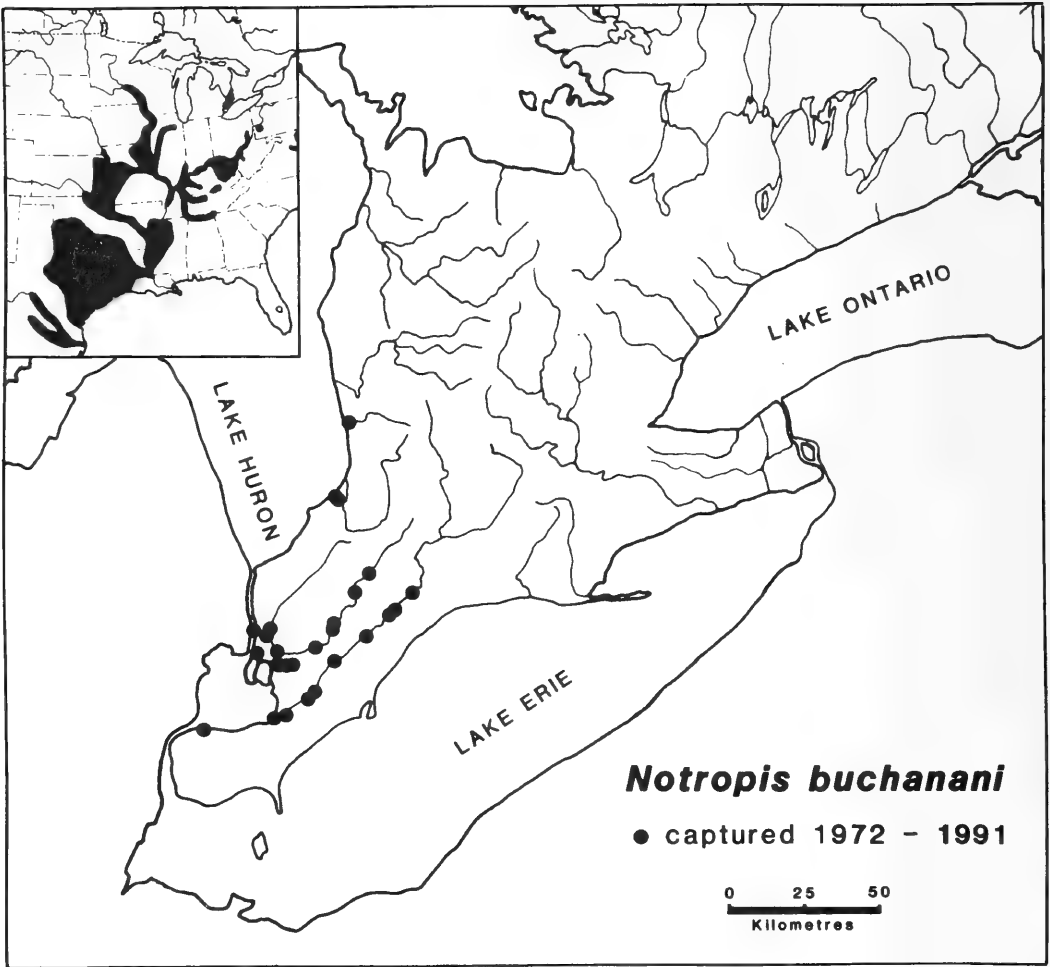 LAKE ONTARIO
LAKE HURON
LAKE ERIE
Notropis buchanani
● captured 1972 – 1991
0 25 50
Kilometres